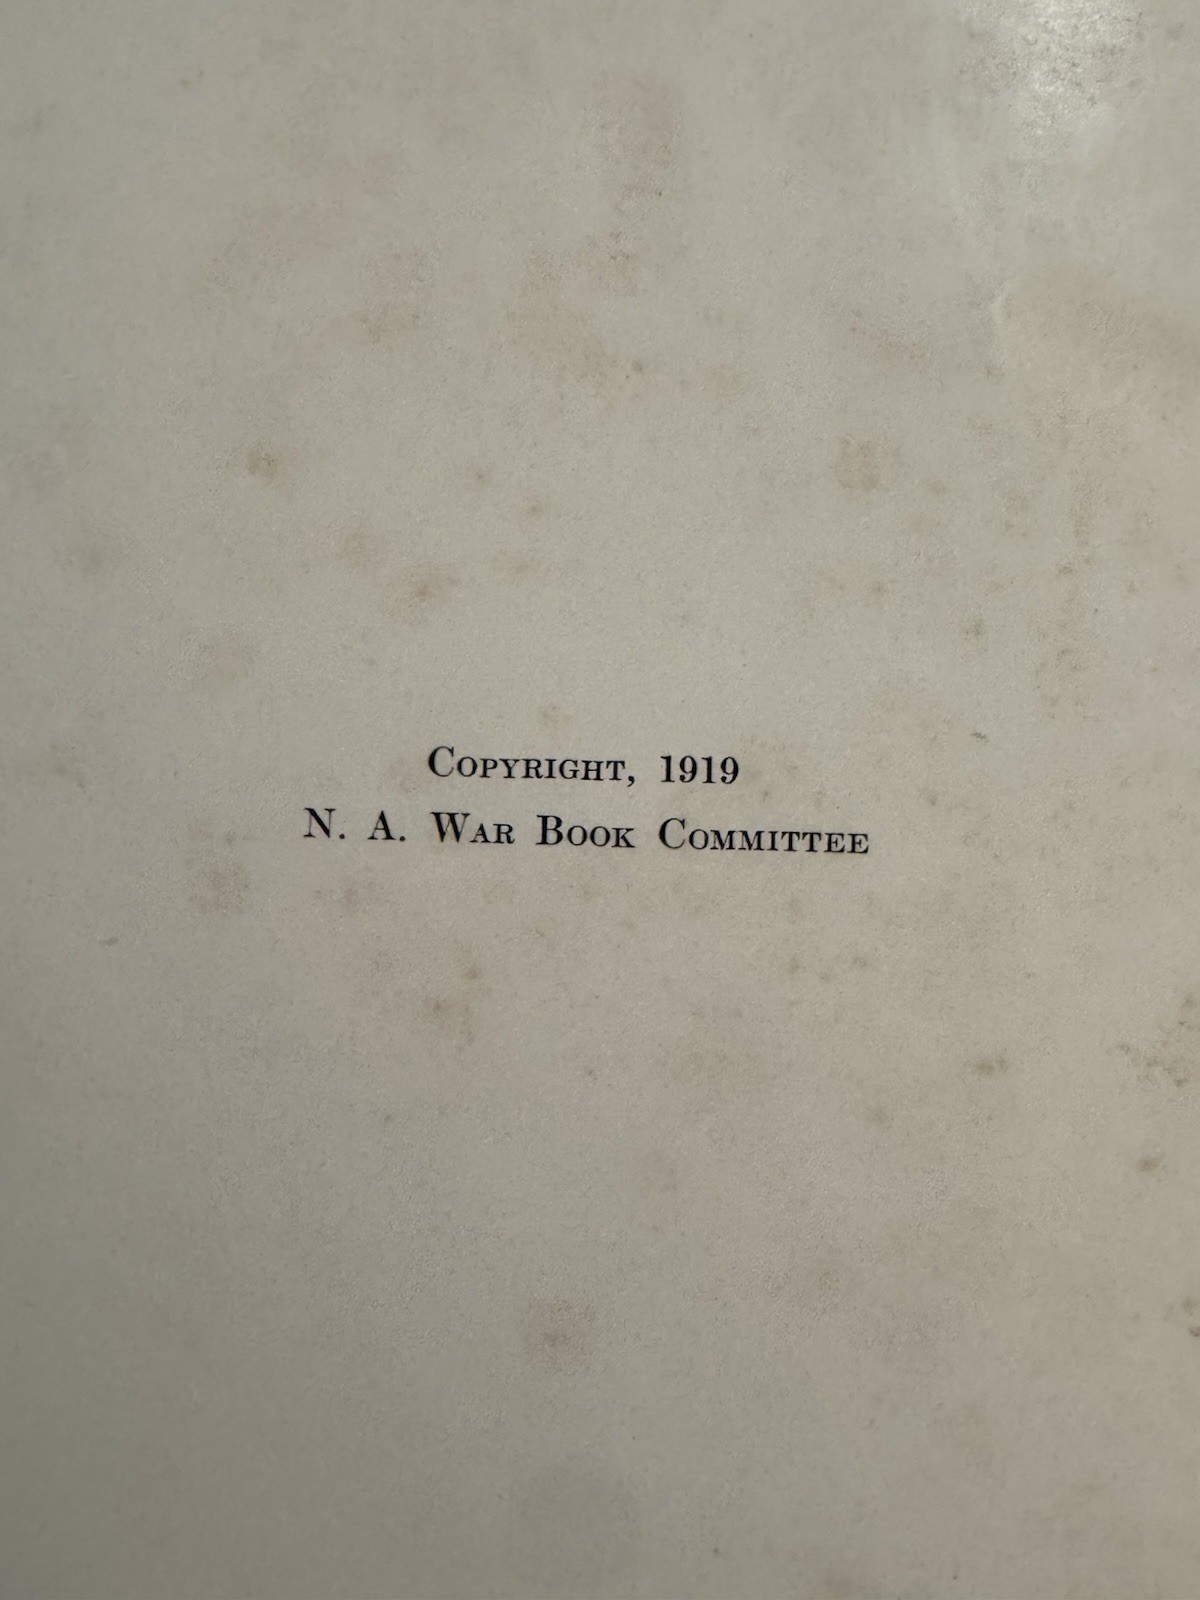 Copyright, 1919
N. A. War Book Committee